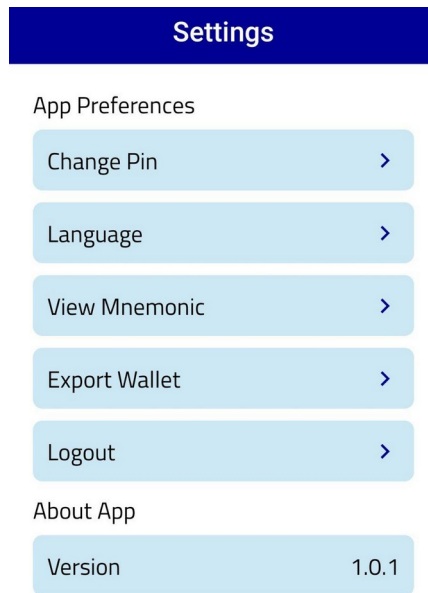 Settings
App Preferences
Change Pin
Language
View Mnemonic
Export Wallet
Logout
About App
Version 1.0.1